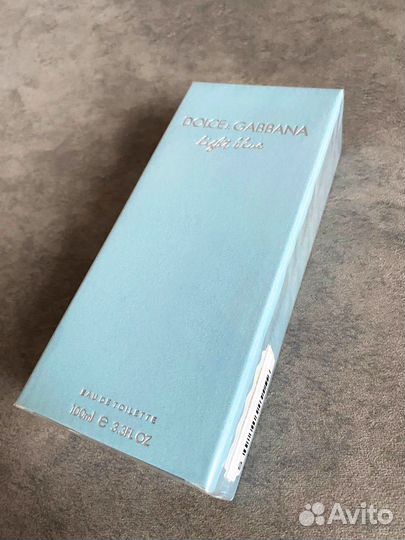 DOLCE & GABBANA
light blue
EAU DE TOILETTE
100ml ℮ 3.3FL.OZ
Avito